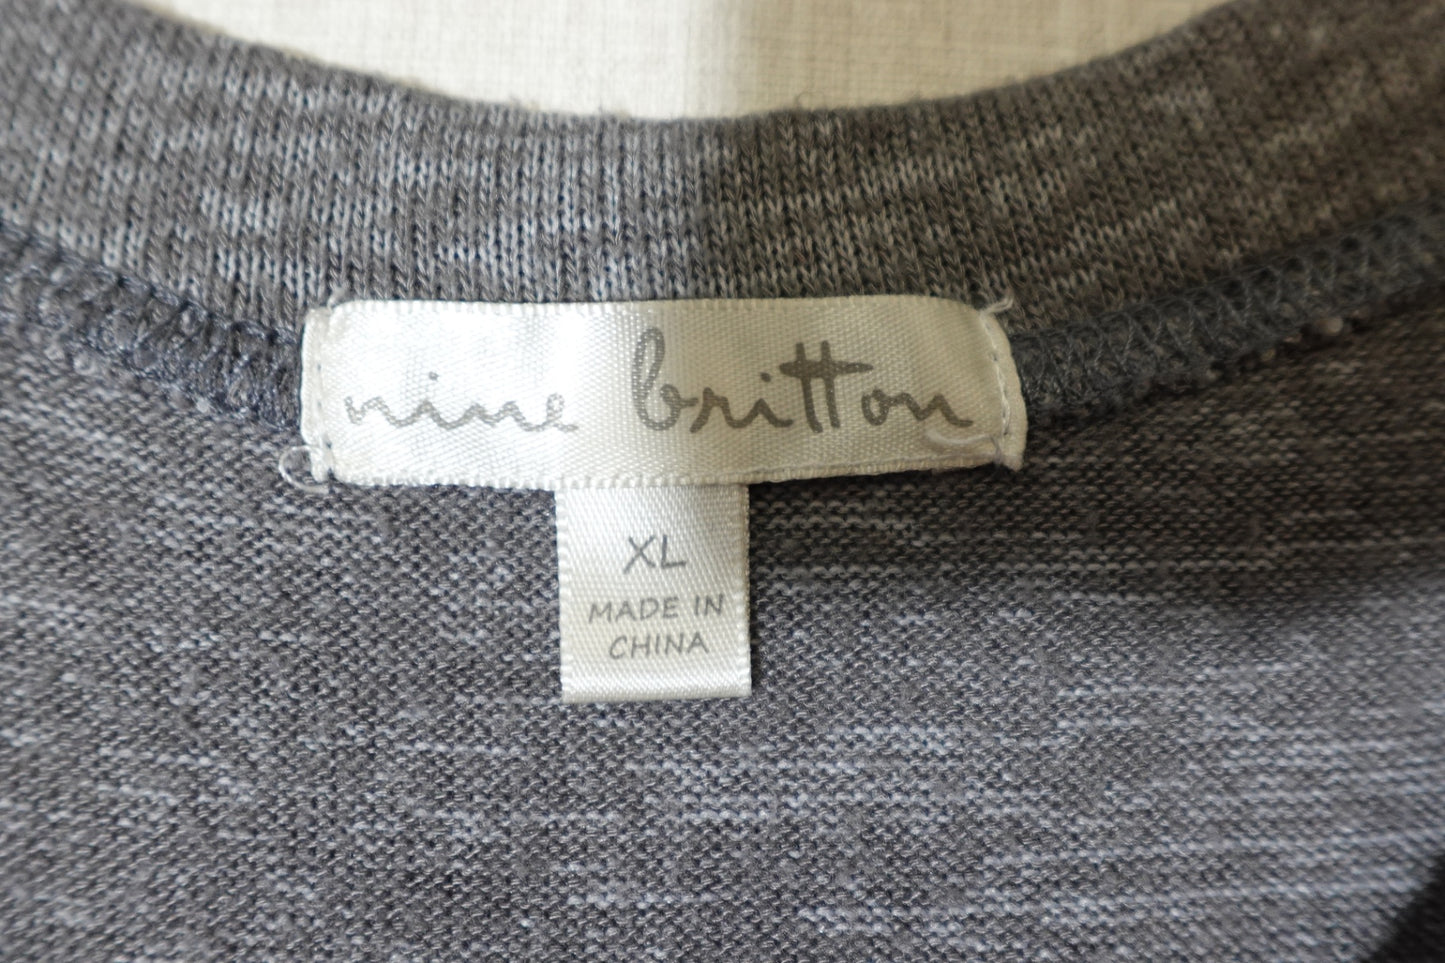 nine britton
XL
MADE IN
CHINA